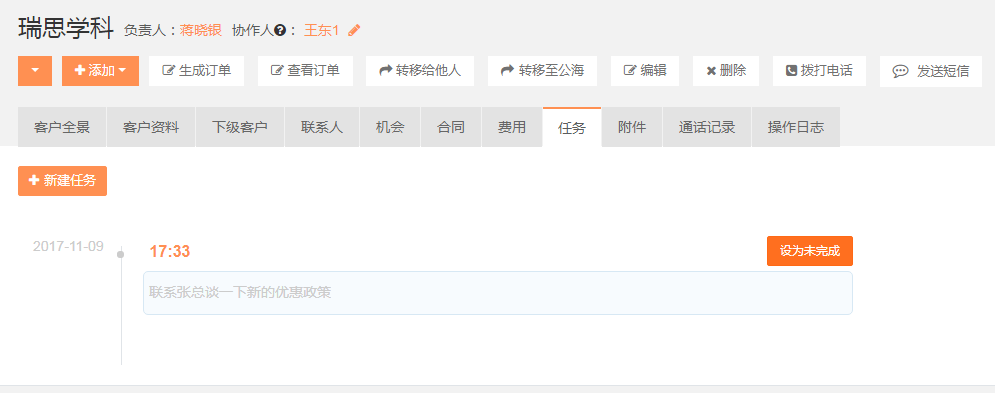 瑞思学科 负责人：蒋晓银 协作人： 王东1
添加 生成订单 查看订单 转移给他人 转移至公海 编辑 删除 拨打电话 发送短信
客户全景 客户资料 下级客户 联系人 机会 合同 费用 任务 附件 通话记录 操作日志
新建任务
2017-11-09 17:33 设为未完成
联系张总谈一下新的优惠政策